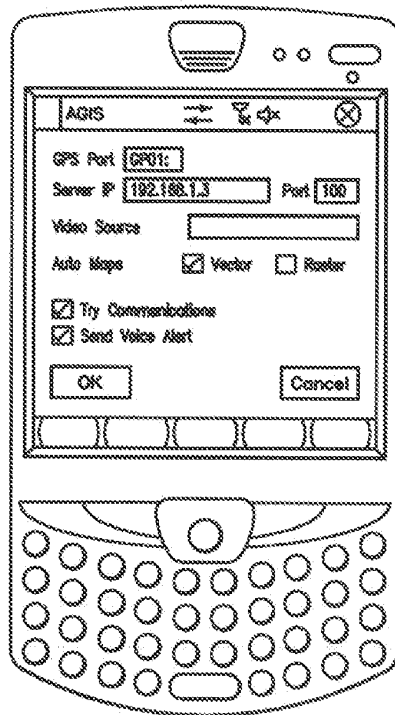 AGIS
GPS Port GPO1:
Server IP 192.168.1.3 Port 100
Video Source
Auto Maps Vector Raster
Try Communications
Send Voice Alert
OK Cancel